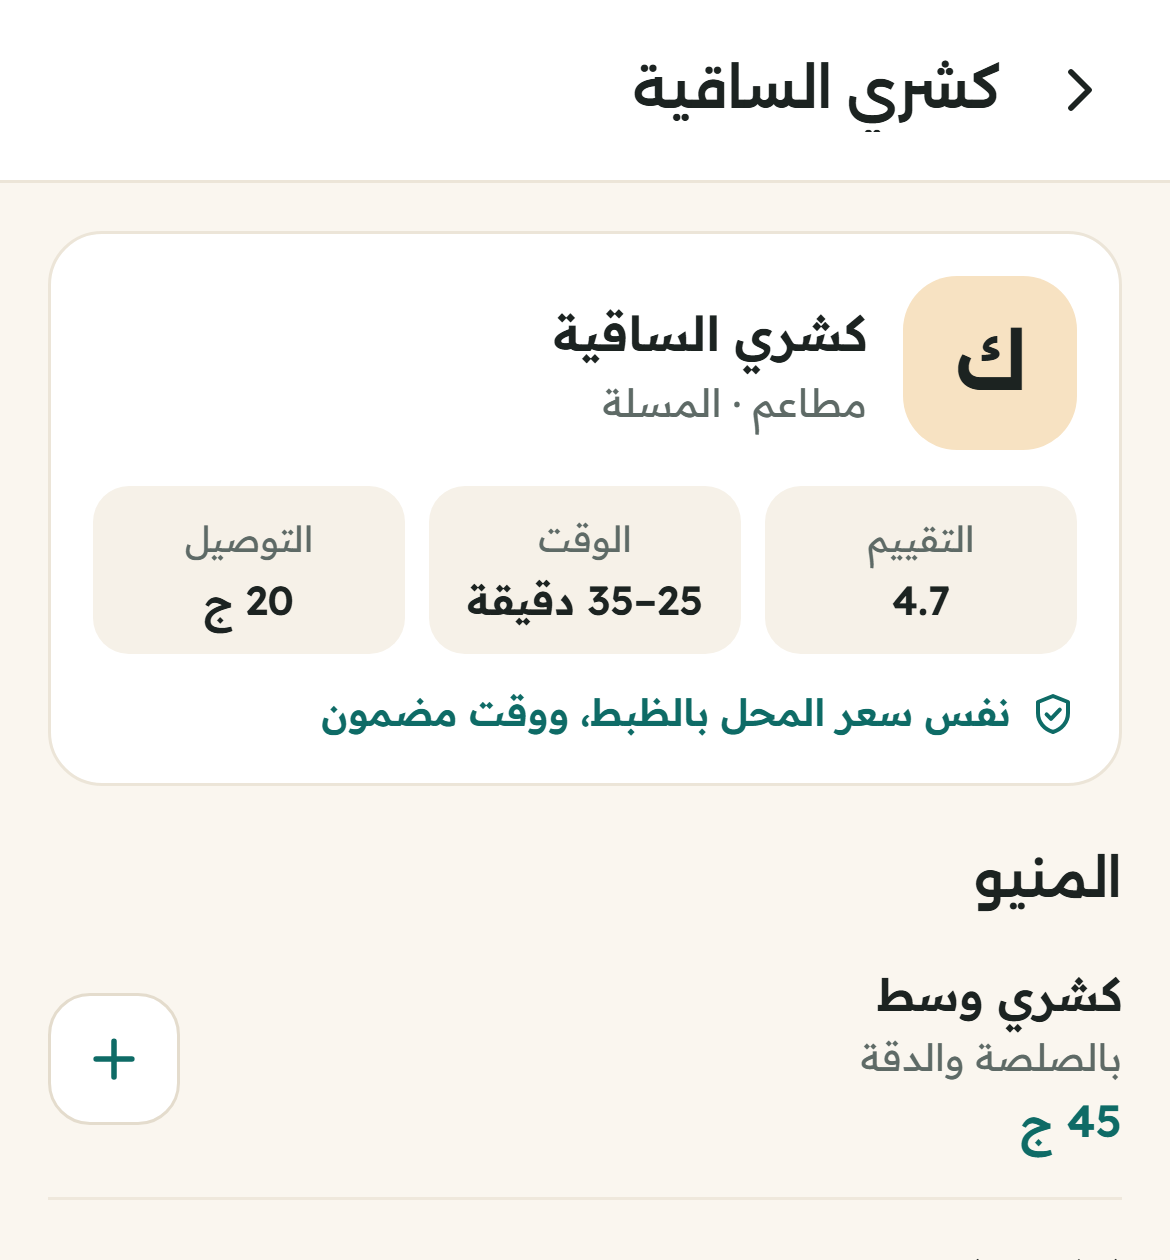 كشري الساقية
ك
كشري الساقية
مطاعم · المسلة
التقييم
4.7
الوقت
25–35 دقيقة
التوصيل
20 ج
نفس سعر المحل بالظبط، ووقت مضمون
المنيو
كشري وسط
بالصلصة والدقة
45 ج